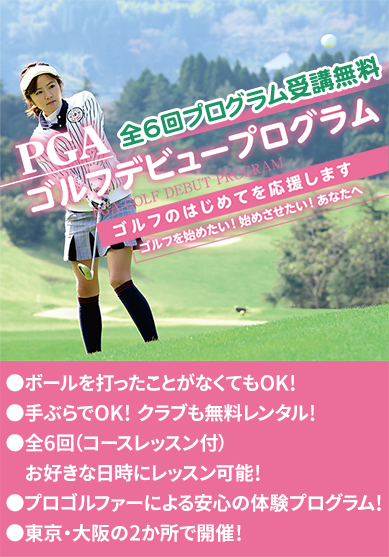 全6回プログラム受講無料
PGA
ゴルフデビュープログラム
PGA GOLF DEBUT PROGRAM
ゴルフのはじめてを応援します
ゴルフを始めたい！始めさせたい！あなたへ
●ボールを打ったことがなくてもOK！
●手ぶらでOK！ クラブも無料レンタル！
●全6回（コースレッスン付）
お好きな日時にレッスン可能！
●プロゴルファーによる安心の体験プログラム！
●東京・大阪の2か所で開催！